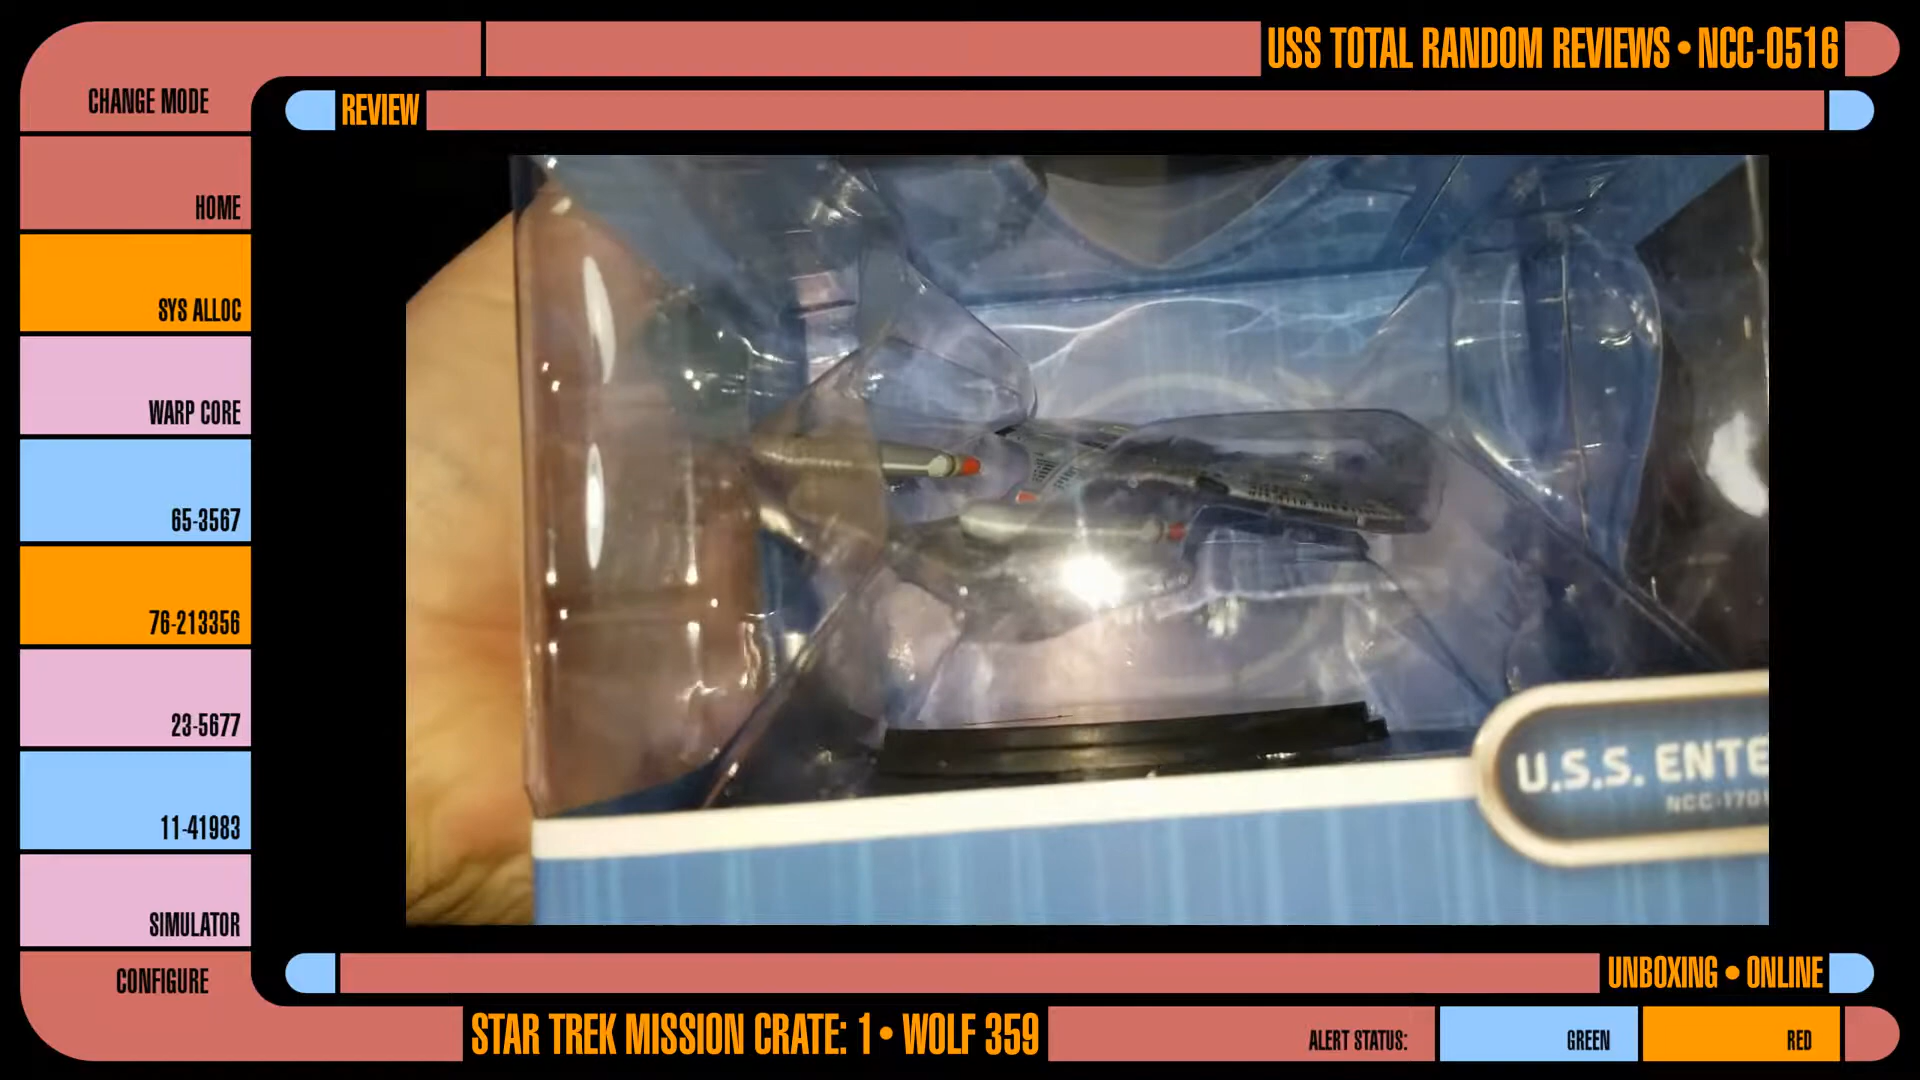 USS TOTAL RANDOM REVIEWS • NCC-0516
CHANGE MODE
REVIEW
HOME
SYS ALLOC
WARP CORE
65-3567
76-213356
23-5677
11-41983
SIMULATOR
CONFIGURE
U.S.S. ENTE
NCC-170
UNBOXING • ONLINE
STAR TREK MISSION CRATE: 1 • WOLF 359
ALERT STATUS:
GREEN
RED